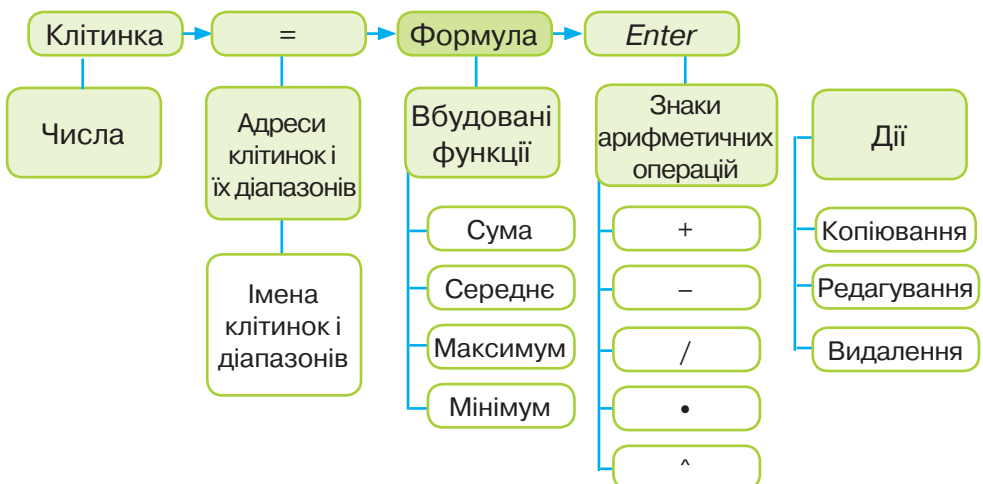 Клітинка
=
Формула
Enter
Числа
Адреси
клітинок і
їх діапазонів
Імена
клітинок і
діапазонів
Вбудовані
функції
Сума
Середнє
Максимум
Мінімум
Знаки
арифметичних
операцій
+
–
/
•
^
Дії
Копіювання
Редагування
Видалення